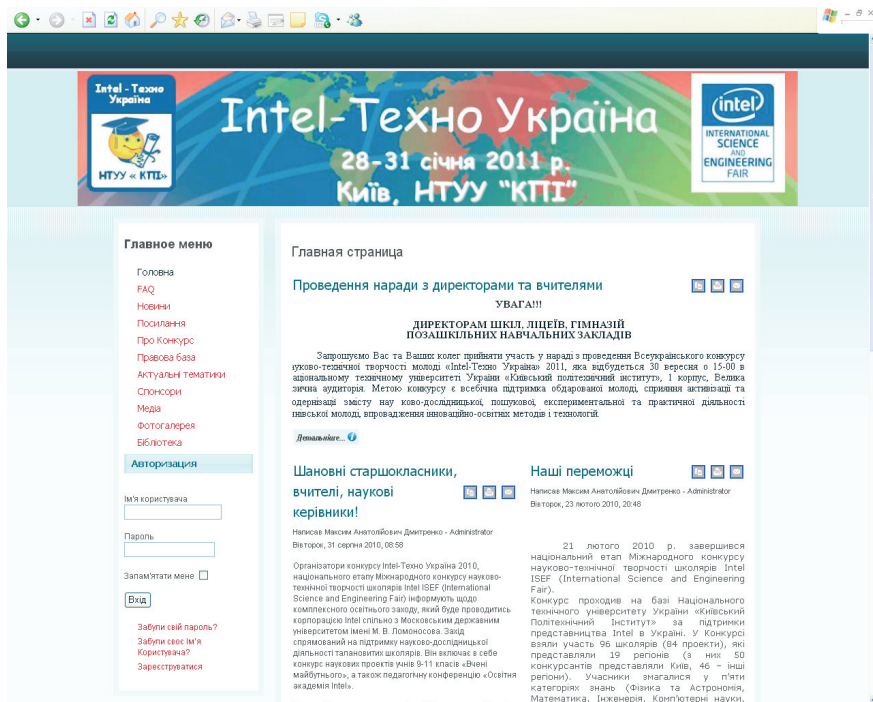 Intel - Техно
Україна
НТУУ « КПІ»
Intel-Техно Україна
28-31 січня 2011 р.
Київ, НТУУ "КПІ"
intel
INTERNATIONAL
SCIENCE
AND
ENGINEERING
FAIR
Главное меню
Головна
FAQ
Новини
Посилання
Про Конкурс
Правова база
Актуальні тематики
Спонсори
Медіа
Фотогалерея
Бібліотека
Авторизация
Ім'я користувача
Пароль
Запам'ятати мене
Вхід
Забули свій пароль?
Забули своє Ім'я
Користувача?
Зареєструватися
Главная страница
Проведення наради з директорами та вчителями
УВАГА!!!
ДИРЕКТОРАМ ШКІЛ, ЛІЦЕЇВ, ГІМНАЗІЙ
ПОЗАШКІЛЬНИХ НАВЧАЛЬНИХ ЗАКЛАДІВ
Запрошуємо Вас та Ваших колег прийняти участь у нараді з проведення Всеукраїнського конкурсу
ауково-технічної творчості молоді «Intel-Техно Україна» 2011, яка відбудеться 30 вересня о 15-00 в
аціональному технічному університеті України «Київський політехнічний інститут», 1 корпус, Велика
зична аудиторія. Метою конкурсу є всебічна підтримка обдарованої молоді, сприяння активізації та
одернізації змісту нау ково-дослідницької, пошукової, експериментальної та практичної діяльності
нівської молоді, впровадження інноваційно-освітніх методів і технологій.
Детальніше...
Шановні старшокласники,
вчителі, наукові
керівники!
Написав Максим Анатолійович Дмитренко - Administrator
Вівторок, 31 серпня 2010, 08:58
Організатори конкурсу Intel-Техно Україна 2010,
національного етапу Міжнародного конкурсу науково-
технічної творчості школярів Intel ISEF (International
Science and Engineering Fair) інформують щодо
комплексного освітнього заходу, який буде проводитись
корпорацією Intel спільно з Московським державним
університетом імені М. В. Ломоносова. Захід
спрямований на підтримку науково-дослідницької
діяльності талановитих школярів. Він включає в себе
конкурс наукових проектів учнів 9-11 класів «Вчені
майбутнього», а також педагогічну конференцію «Освітня
академія Intel».
Наші переможці
Написав Максим Анатолійович Дмитренко - Administrator
Вівторок, 23 лютого 2010, 20:48
21 лютого 2010 р. завершився
національний етап Міжнародного конкурсу
науково-технічної творчості школярів Intel
ISEF (International Science and Engineering
Fair).
Конкурс проходив на базі Національного
технічного університету України «Київський
Політехнічний Інститут» за підтримки
представництва Intel в Україні. У Конкурсі
взяли участь 96 школярів (84 проекти), які
представляли 19 регіонів (з них 50
конкурсантів представляли Київ, 46 – інші
регіони). Учасники змагалися у п'яти
категоріях знань (Фізика та Астрономія,
Математика, Інженерія, Комп'ютерні науки,